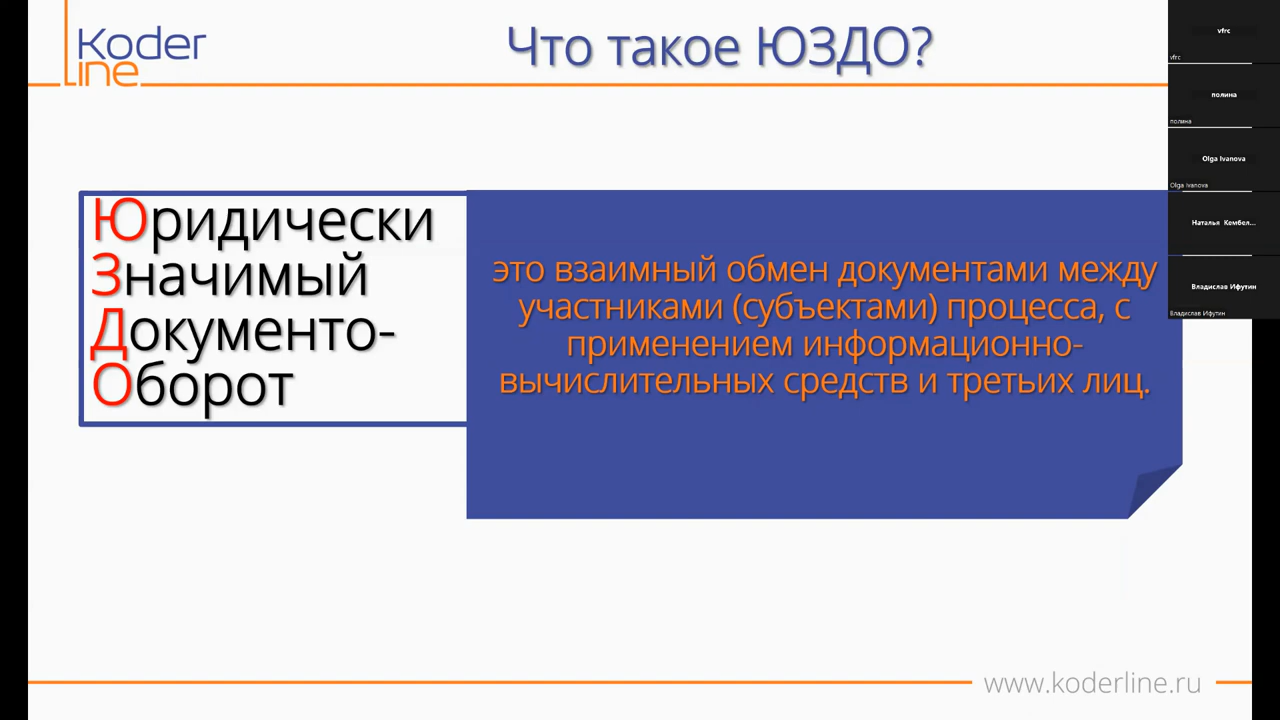 Koder
line
Что такое ЮЗДО?
Юридически
Значимый
Документо-
Оборот
это взаимный обмен документами между
участниками (субъектами) процесса, с
применением информационно-
вычислительных средств и третьих лиц.
vfrc
vfrc
полина
полина
Olga Ivanova
Olga Ivanova
Наталья Кембел...
Владислав Ифутин
Владислав Ифутин
www.koderline.ru